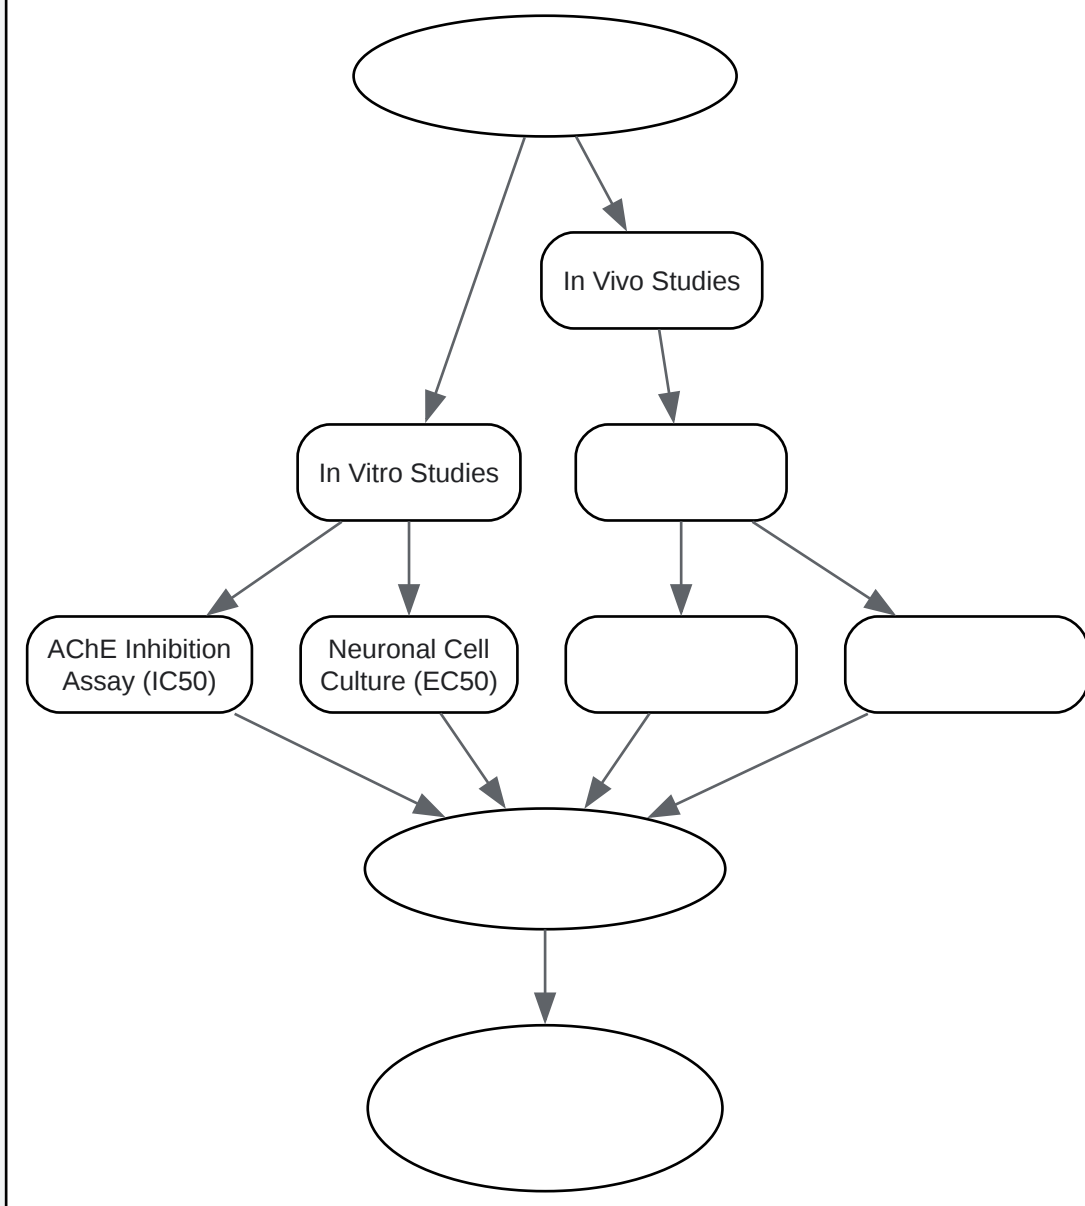 In Vivo Studies
In Vitro Studies
AChE Inhibition
Assay (IC50)
Neuronal Cell
Culture (EC50)